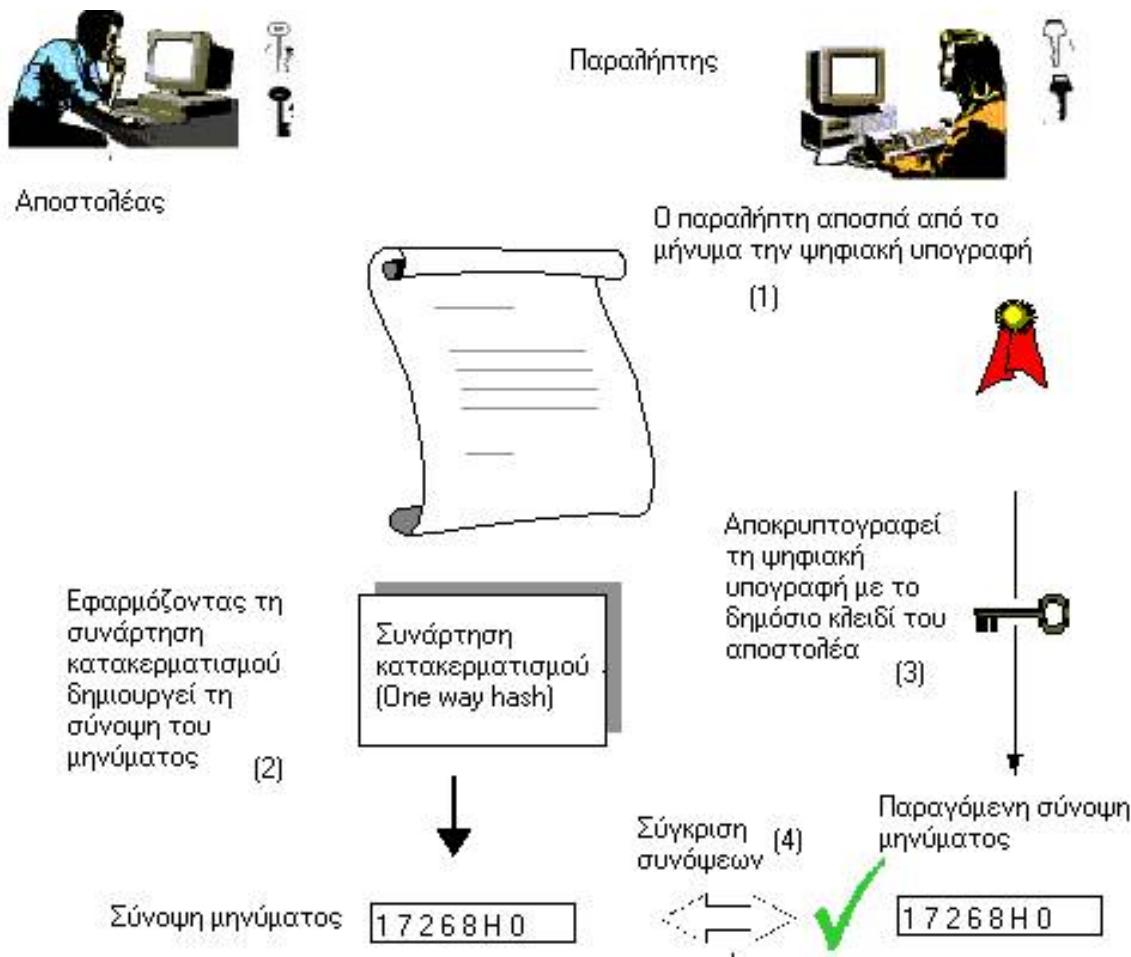 Παραλήπτης
Αποστολέας
Ο παραλήπτη αποσπά από το
μήνυμα την ψηφιακή υπογραφή
(1)
Αποκρυπτογραφεί
τη ψηφιακή
υπογραφή με το
δημόσιο κλειδί του
αποστολέα
(3)
Εφαρμόζοντας τη
συνάρτηση
κατακερματισμού
δημιουργεί τη
σύνοψη του
μηνύματος
(2)
Συνάρτηση
κατακερματισμού
(One way hash)
Παραγόμενη σύνοψη
μηνύματος
Σύγκριση
συνόψεων
(4)
Σύνοψη μηνύματος
17268H0
17268H0